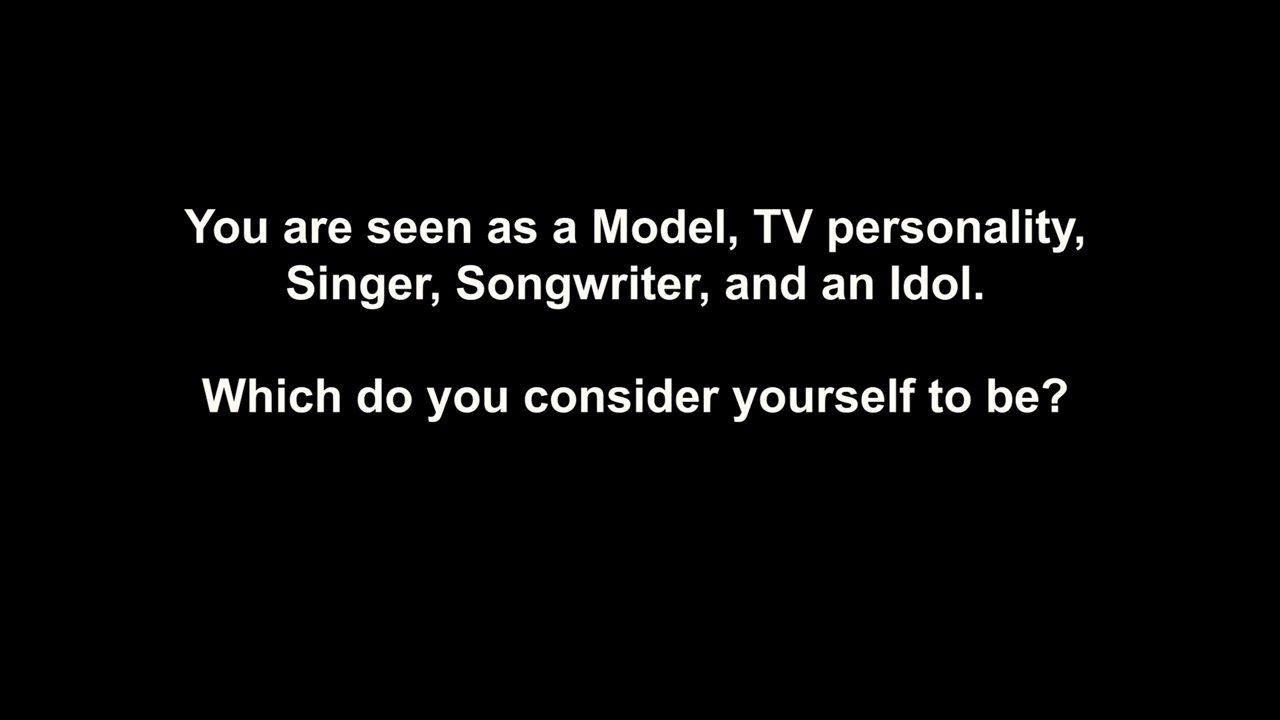 You are seen as a Model, TV personality,
Singer, Songwriter, and an Idol.
Which do you consider yourself to be?